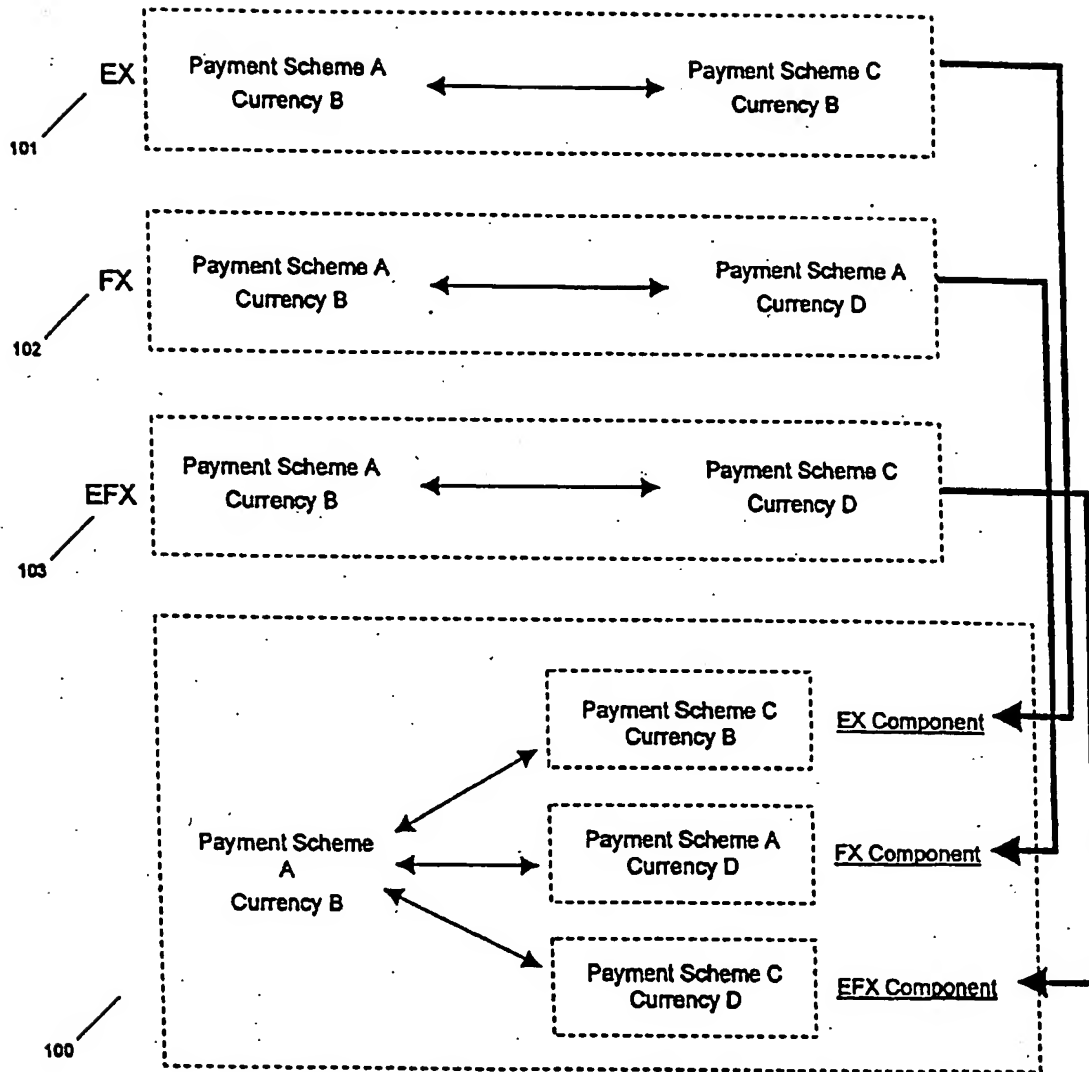 EX
Payment Scheme A
Currency B
Payment Scheme C
Currency B
101
FX
Payment Scheme A
Currency B
Payment Scheme A
Currency D
102
EFX
Payment Scheme A
Currency B
Payment Scheme C
Currency D
103
Payment Scheme C
Currency B
EX Component
Payment Scheme
A
Currency B
Payment Scheme A
Currency D
FX Component
Payment Scheme C
Currency D
EFX Component
100